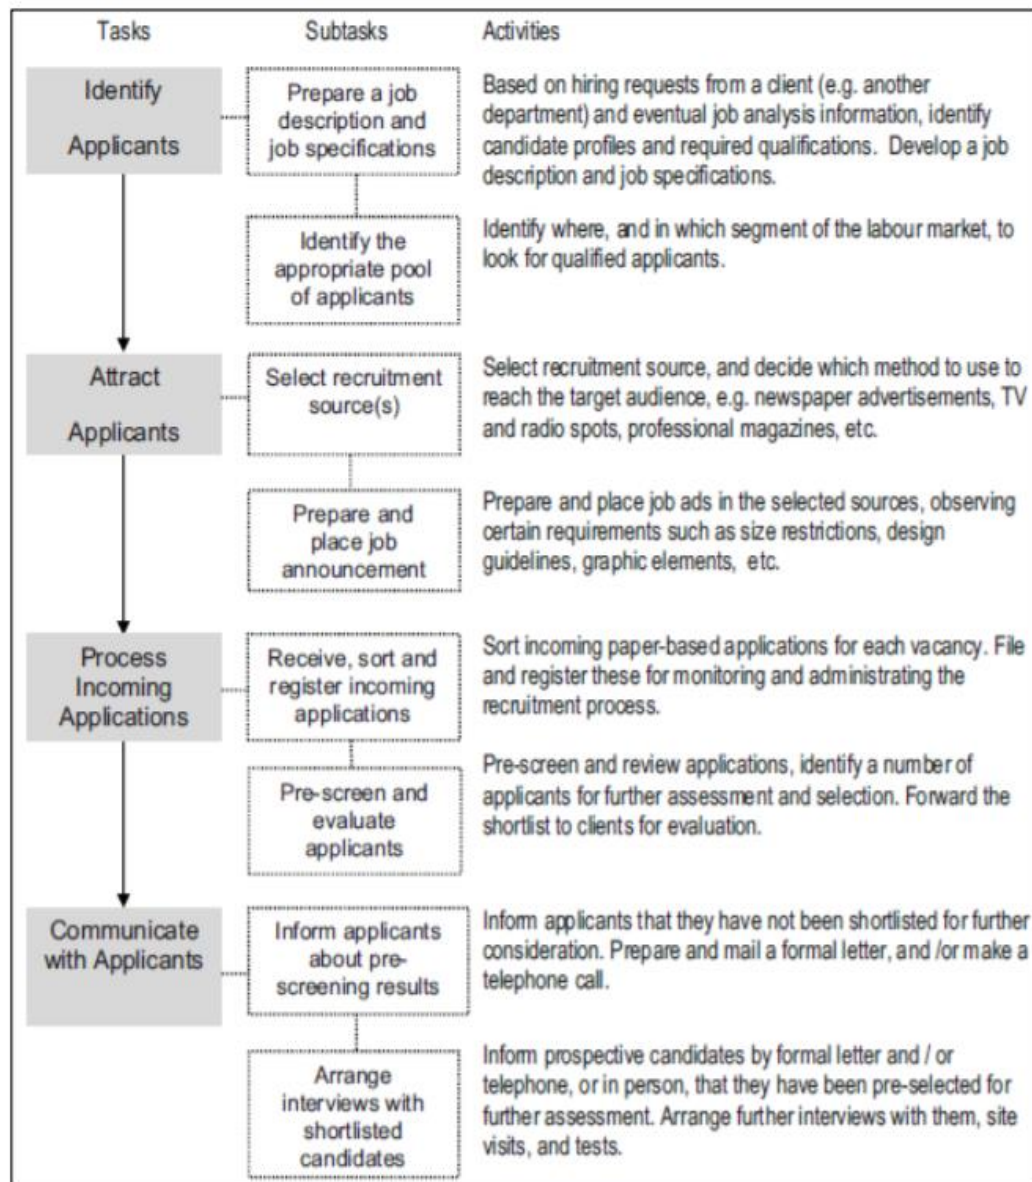 Tasks
Subtasks
Activities
Identify
Applicants
Prepare a job
description and
job specifications
Based on hiring requests from a client (e.g. another
department) and eventual job analysis information, identify
candidate profiles and required qualifications. Develop a job
description and job specifications.
Identify the
appropriate pool
of applicants
Identify where, and in which segment of the labour market, to
look for qualified applicants.
Attract
Applicants
Select recruitment
source(s)
Select recruitment source, and decide which method to use to
reach the target audience, e.g. newspaper advertisements, TV
and radio spots, professional magazines, etc.
Prepare and
place job
announcement
Prepare and place job ads in the selected sources, observing
certain requirements such as size restrictions, design
guidelines, graphic elements, etc.
Process
Incoming
Applications
Receive, sort and
register incoming
applications
Sort incoming paper-based applications for each vacancy. File
and register these for monitoring and administrating the
recruitment process.
Pre-screen and
evaluate
applicants
Pre-screen and review applications, identify a number of
applicants for further assessment and selection. Forward the
shortlist to clients for evaluation.
Communicate
with Applicants
Inform applicants
about pre-
screening results
Inform applicants that they have not been shortlisted for further
consideration. Prepare and mail a formal letter, and /or make a
telephone call.
Arrange
interviews with
shortlisted
candidates
Inform prospective candidates by formal letter and / or
telephone, or in person, that they have been pre-selected for
further assessment. Arrange further interviews with them, site
visits, and tests.